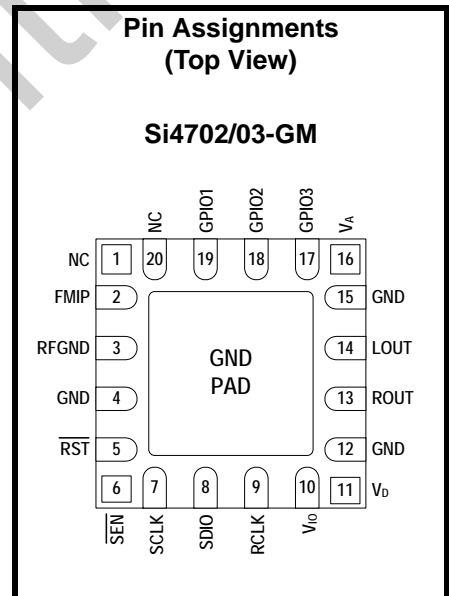 Pin Assignments
(Top View)
Si4702/03-GM
NC
GPIO1
GPIO2
GPIO3
VA
NC 1 20 19 18 17 16
FMIP 2 15 GND
RFGND 3 14 LOUT
GND PAD
GND 4 13 ROUT
RST 5 12 GND
6 7 8 9 10 11 VD
SEN
SCLK
SDIO
RCLK
VIO